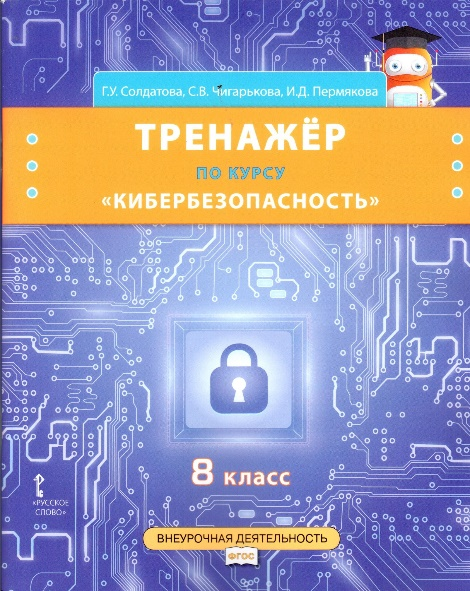 Г.У. Солдатова, С.В. Чигарькова, И.Д. Пермякова
ТРЕНАЖЁР
ПО КУРСУ
«КИБЕРБЕЗОПАСНОСТЬ»
8 класс
«РУССКОЕ
СЛОВО»
ВНЕУРОЧНАЯ ДЕЯТЕЛЬНОСТЬ
ФГОС